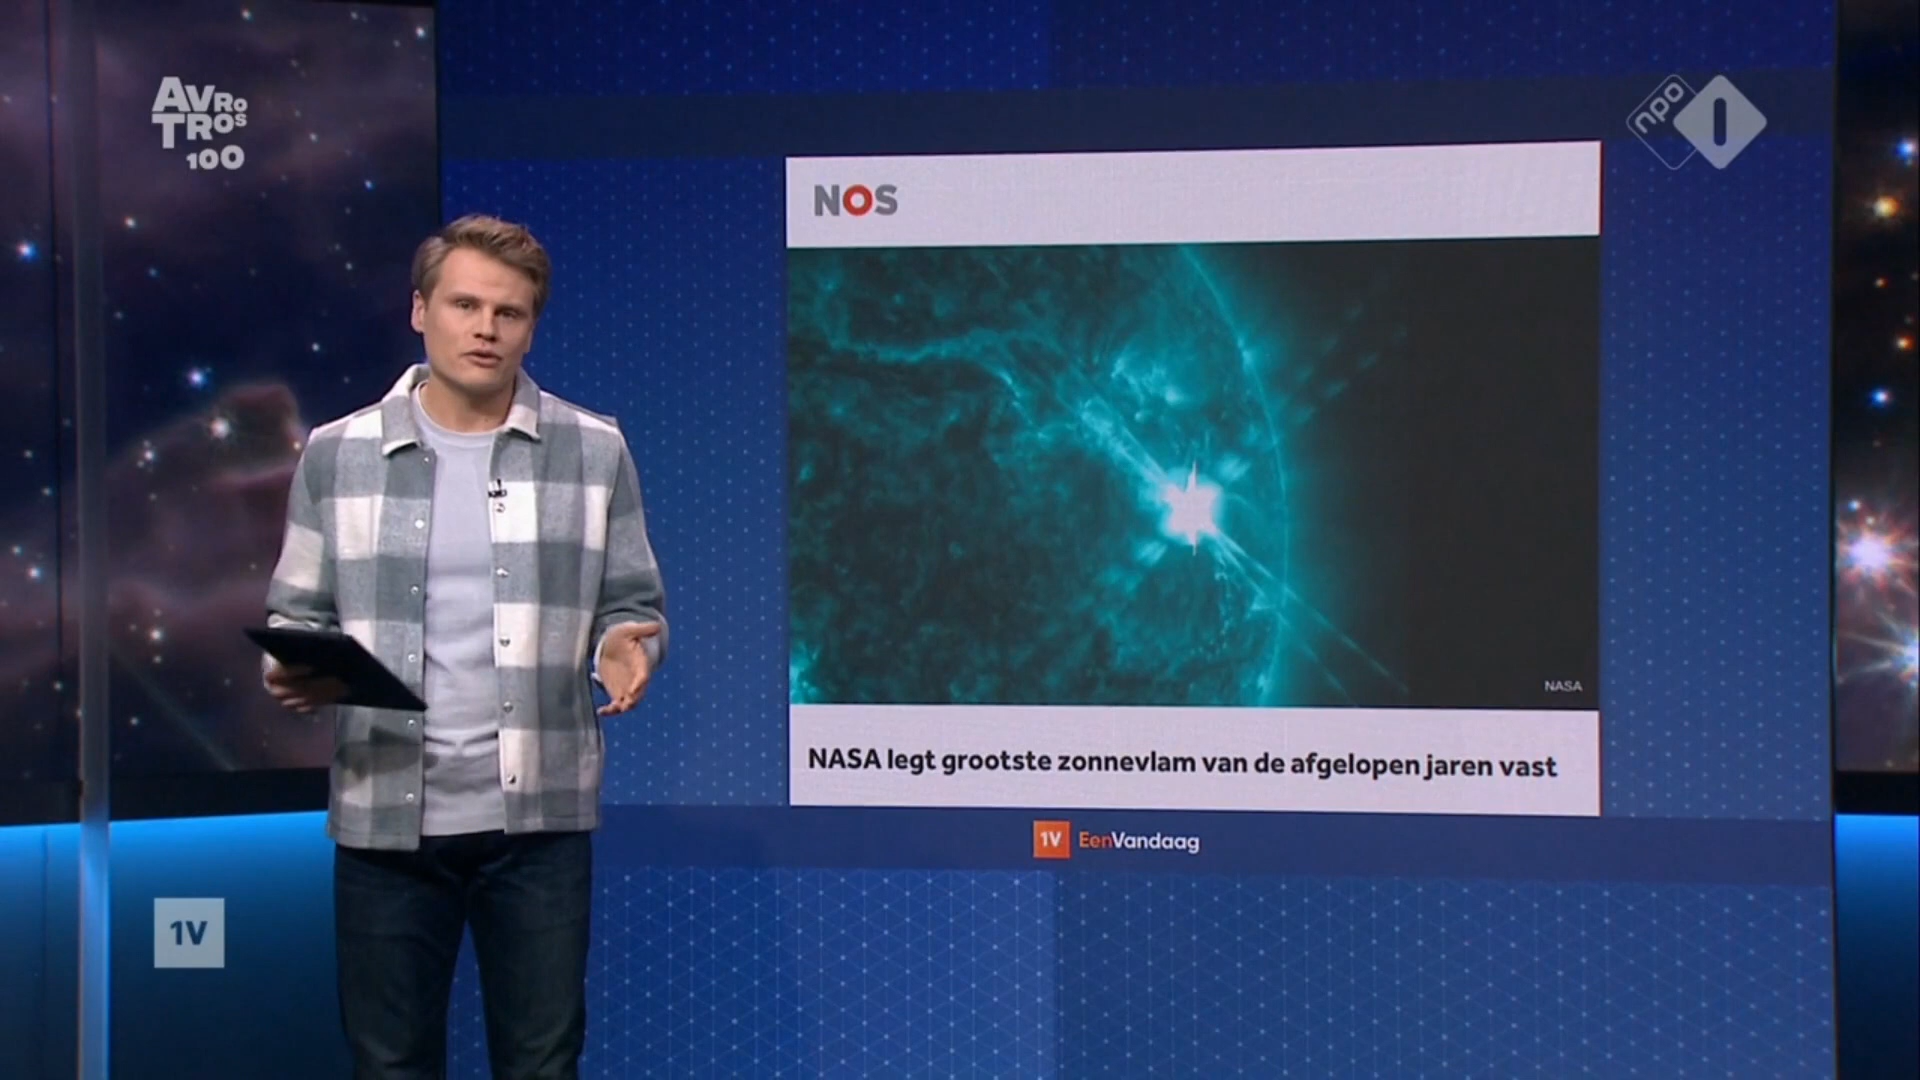 AVRO
TROS
100
npo 1
NOS
NASA
NASA legt grootste zonnevlam van de afgelopen jaren vast
1V EenVandaag
1V